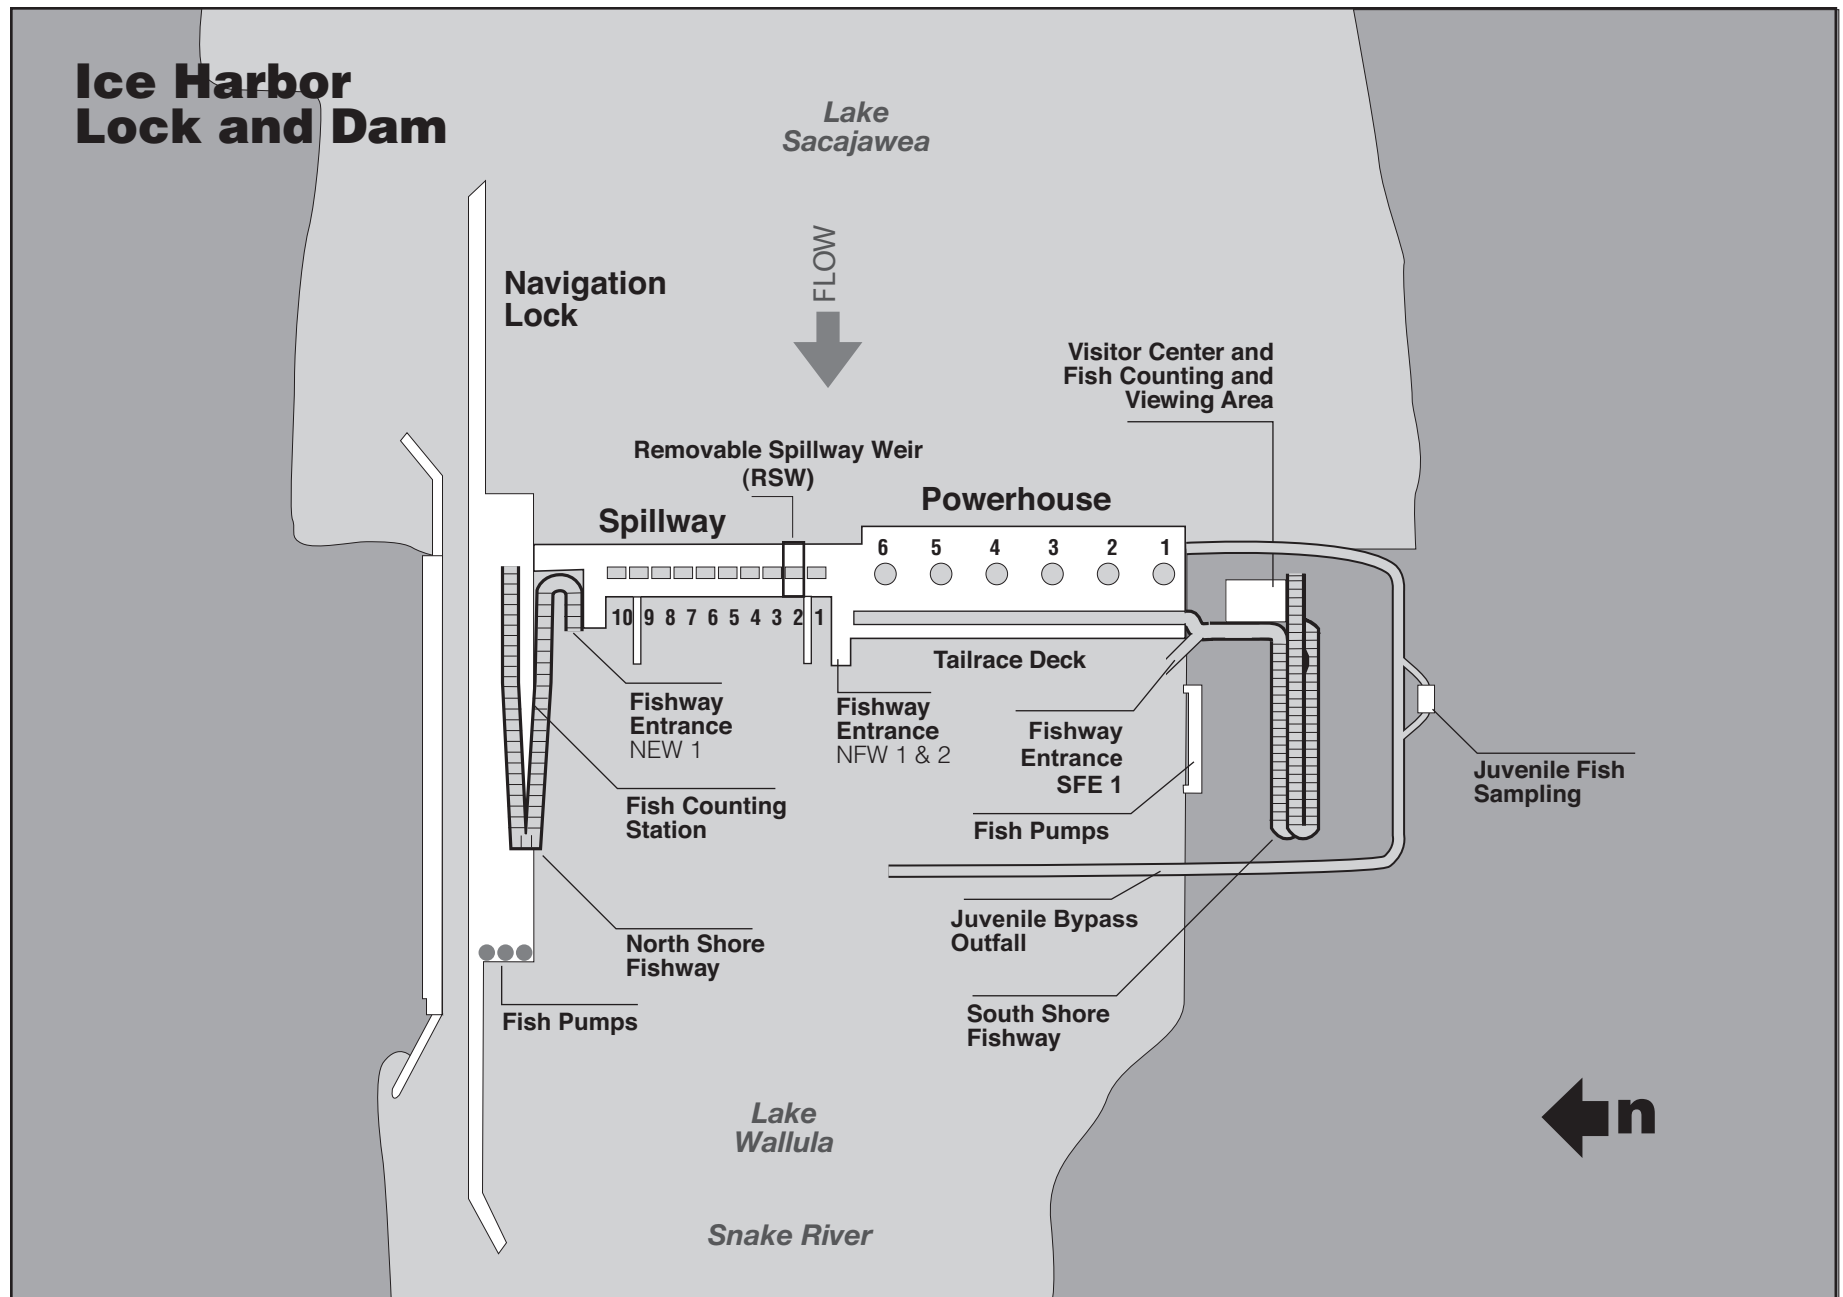 Ice Harbor
Lock and Dam
Lake
Sacajawea
FLOW
Navigation
Lock
Visitor Center and
Fish Counting and
Viewing Area
Removable Spillway Weir
(RSW)
Powerhouse
Spillway
6 5 4 3 2 1
10 9 8 7 6 5 4 3 2 1
Tailrace Deck
Fishway
Entrance
NEW 1
Fishway
Entrance
NFW 1 & 2
Fishway
Entrance
SFE 1
Juvenile Fish
Sampling
Fish Counting
Station
Fish Pumps
Juvenile Bypass
Outfall
North Shore
Fishway
South Shore
Fishway
Fish Pumps
Lake
Wallula
n
Snake River